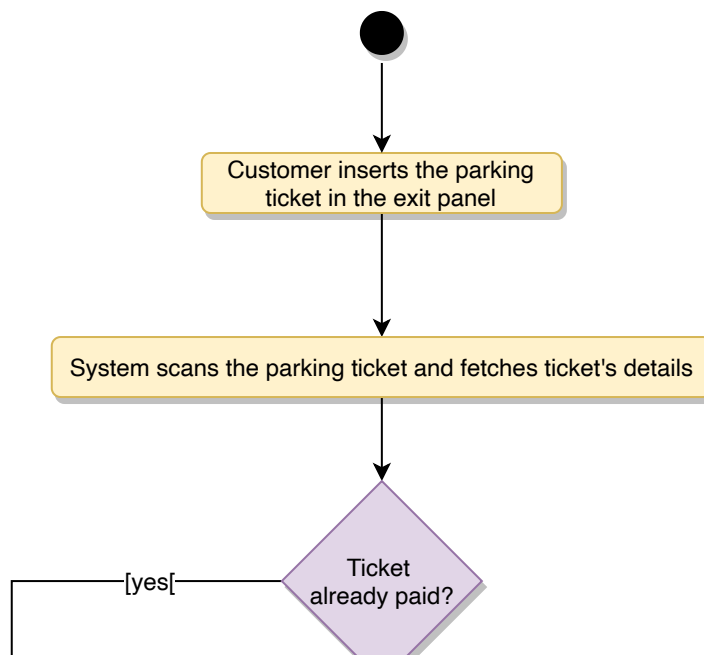 Customer inserts the parking
ticket in the exit panel
System scans the parking ticket and fetches ticket's details
Ticket
already paid?
[yes[